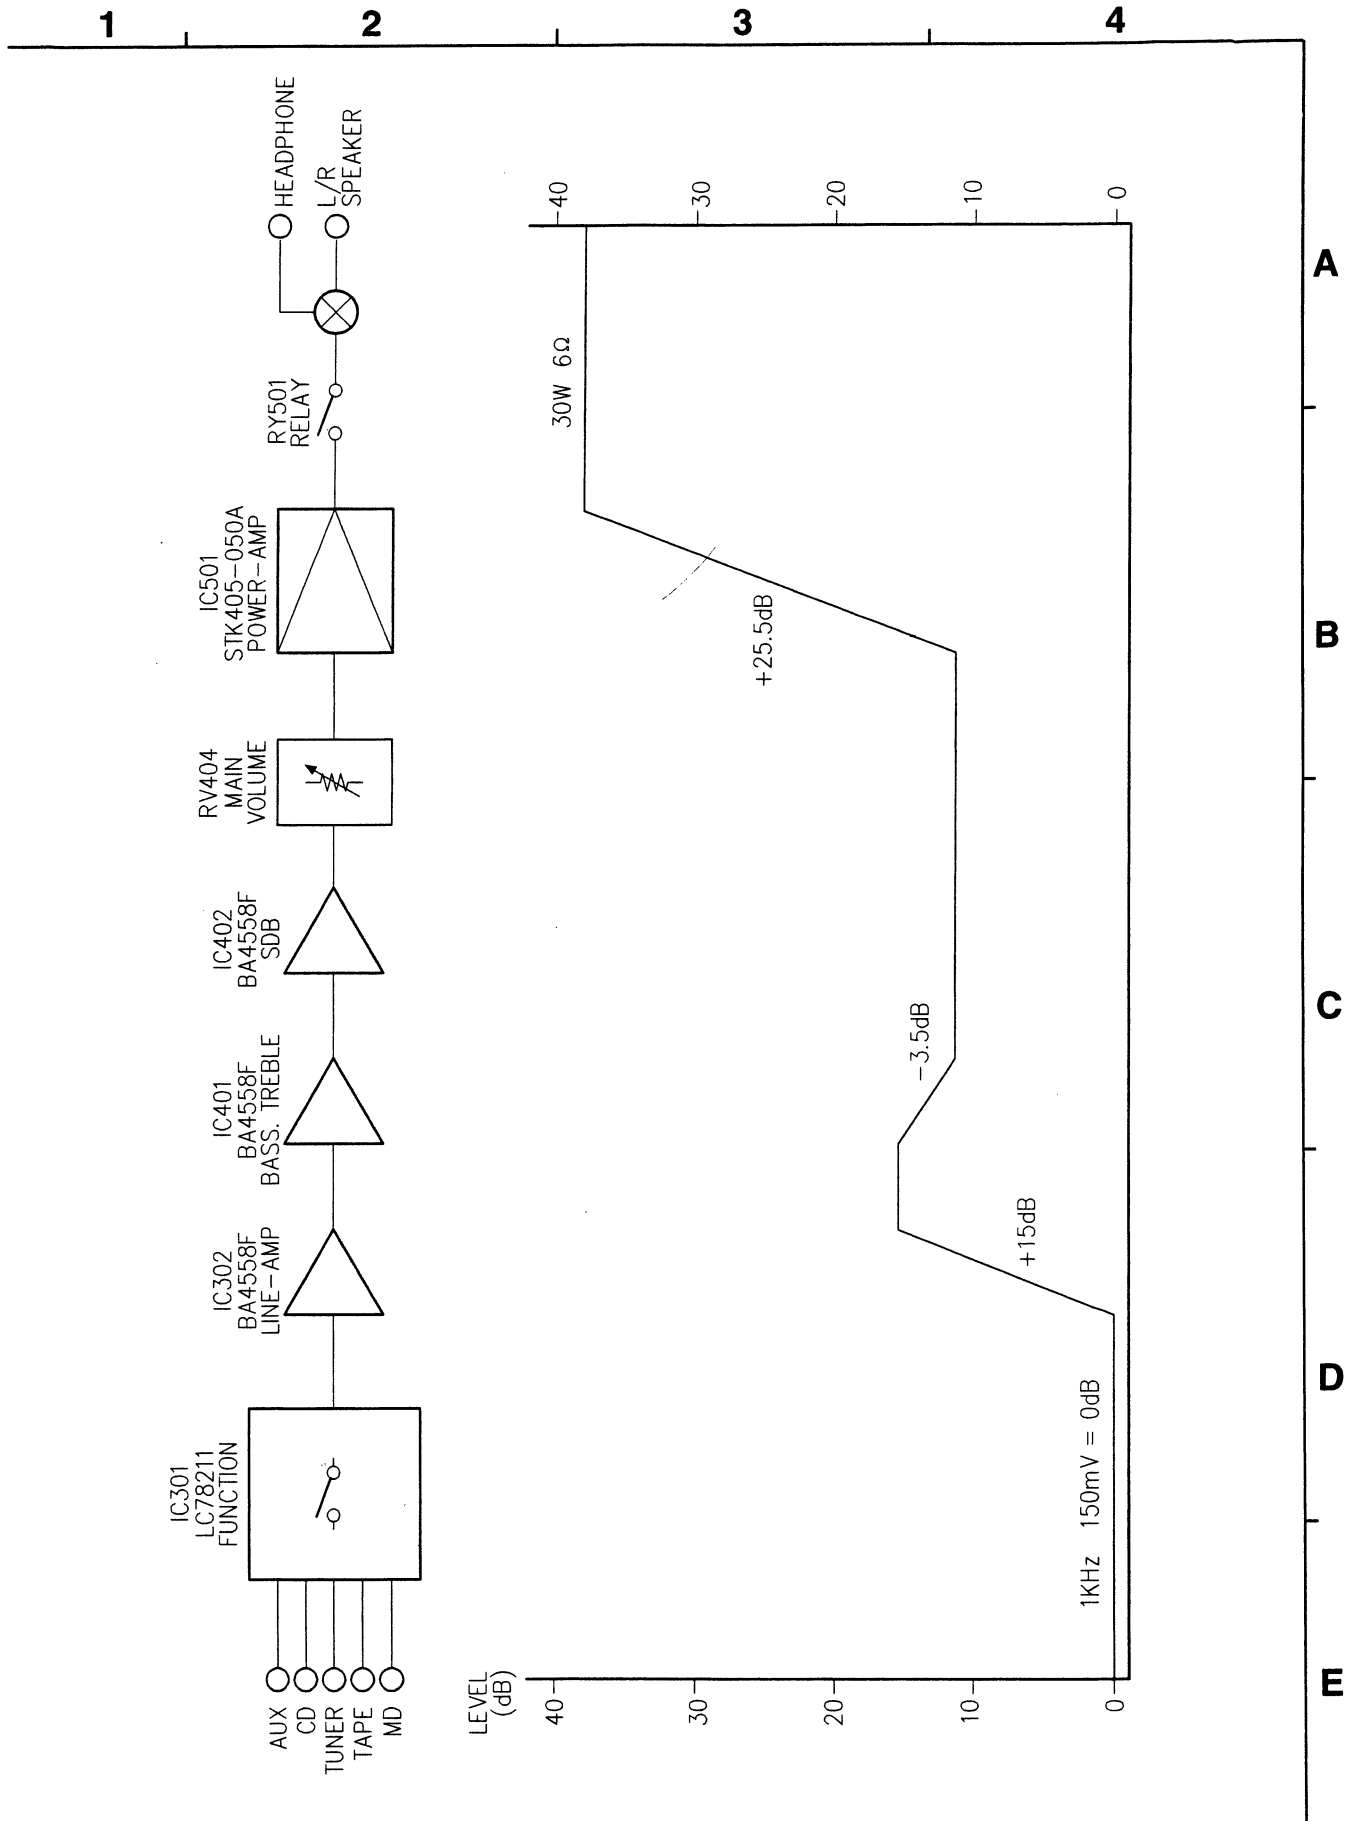 1
2
3
4
A
B
C
D
E
AUX
CD
TUNER
TAPE
MD
IC301
LC78211
FUNCTION
IC302
BA4558F
LINE-AMP
IC401
BA4558F
BASS. TREBLE
IC402
BA4558F
SDB
RV404
MAIN
VOLUME
IC501
STK405-050A
POWER-AMP
RY501
RELAY
HEADPHONE
L/R
SPEAKER
LEVEL
(dB)
40
30
20
10
0
1KHz 150mV = 0dB
+15dB
-3.5dB
+25.5dB
30W 6Ω
40
30
20
10
0